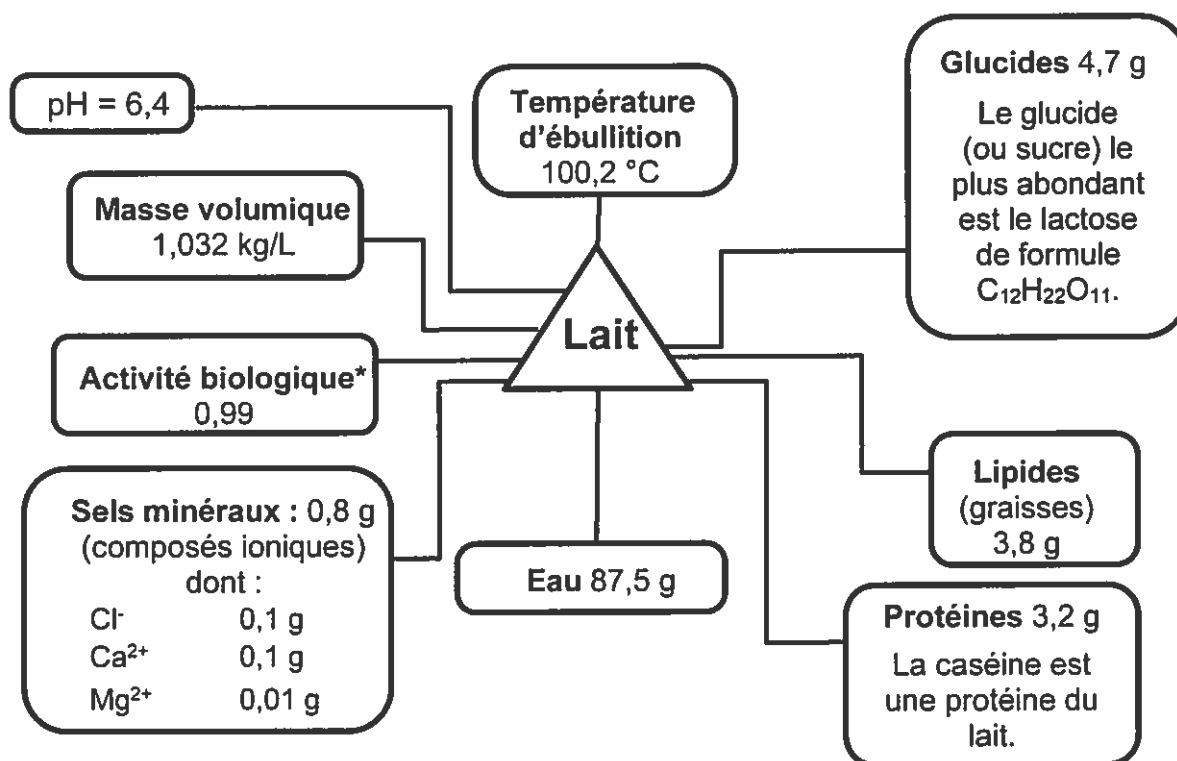 pH = 6,4
Température
d'ébullition
100,2 °C
Glucides 4,7 g
Le glucide
(ou sucre) le
plus abondant
est le lactose
de formule
C₁₂H₂₂O₁₁.
Masse volumique
1,032 kg/L
Lait
Activité biologique*
0,99
Lipides
(graisses)
3,8 g
Sels minéraux : 0,8 g
(composés ioniques)
dont :
Cl⁻ 0,1 g
Ca²⁺ 0,1 g
Mg²⁺ 0,01 g
Eau 87,5 g
Protéines 3,2 g
La caséine est
une protéine du
lait.